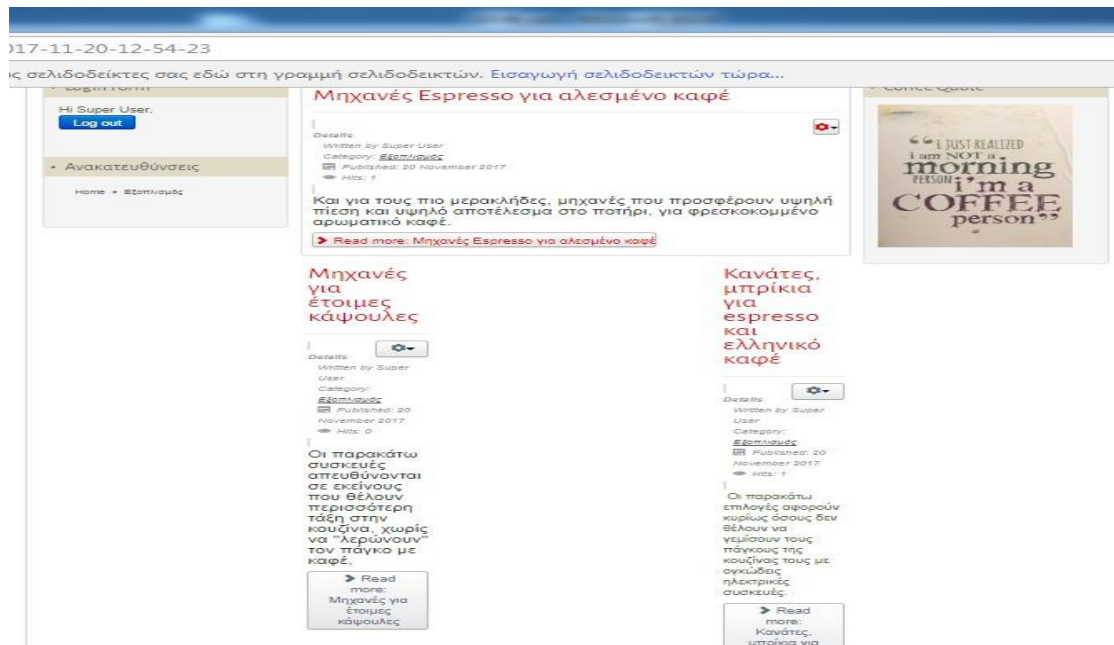 017-11-20-12-54-23
ς σελιδοδείκτες σας εδώ στη γραμμή σελιδοδεικτών. Εισαγωγή σελιδοδεικτών τώρα...
Login Form
Hi Super User,
Log out
Ανακατευθύνσεις
Home • Εξοπλισμός
Μηχανές Espresso για αλεσμένο καφέ
Details
Written by Super User
Category: Εξοπλισμός
Published: 20 November 2017
Hits: 1
Και για τους πιο μερακλήδες, μηχανές που προσφέρουν υψηλή
πίεση και υψηλό αποτέλεσμα στο ποτήρι, για φρεσκοκομμένο
αρωματικό καφέ.
Read more: Μηχανές Espresso για αλεσμένο καφέ
Μηχανές
για
έτοιμες
κάψουλες
Details
Written by Super
User
Category:
Εξοπλισμός
Published: 20
November 2017
Hits: 0
Οι παρακάτω
συσκευές
απευθύνονται
σε εκείνους
που θέλουν
περισσότερη
τάξη στην
κουζίνα, χωρίς
να "λερώνουν"
τον πάγκο με
καφέ.
Read
more:
Μηχανές για
έτοιμες
κάψουλες
Κανάτες,
μπρίκια
για
espresso
και
ελληνικό
καφέ
Details
Written by Super
User
Category:
Εξοπλισμός
Published: 20
November 2017
Hits: 1
Οι παρακάτω
επιλογές αφορούν
κυρίως όσους δεν
θέλουν να
γεμίσουν τους
πάγκους της
κουζίνας τους με
ογκώδεις
ηλεκτρικές
συσκευές.
Read
more:
Κανάτες,
μπρίκια για
Coffee Quote
“I JUST REALIZED
i am NOT a
morning
PERSON i'm a
COFFEE
person”